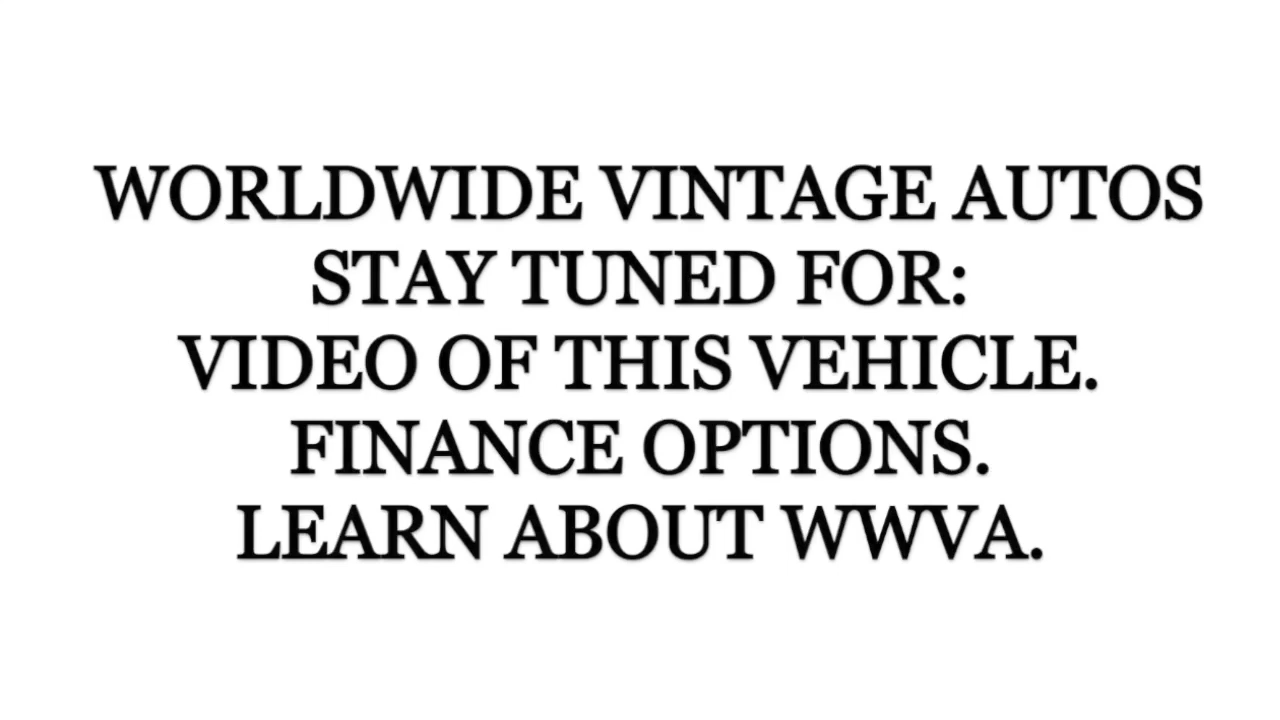 WORLDWIDE VINTAGE AUTOS
STAY TUNED FOR:
VIDEO OF THIS VEHICLE.
FINANCE OPTIONS.
LEARN ABOUT WWVA.